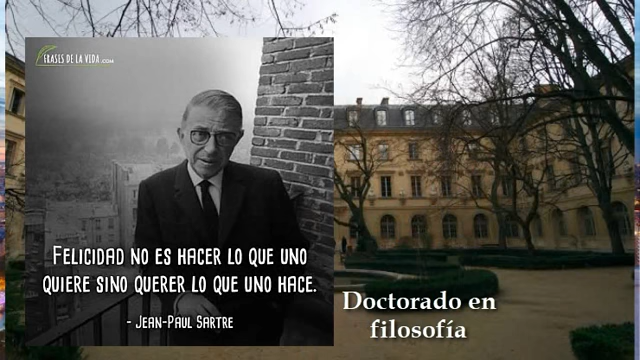 FRASES DE LA VIDA .COM
FELICIDAD NO ES HACER LO QUE UNO
QUIERE SINO QUERER LO QUE UNO HACE.
- JEAN-PAUL SARTRE
Doctorado en
filosofía